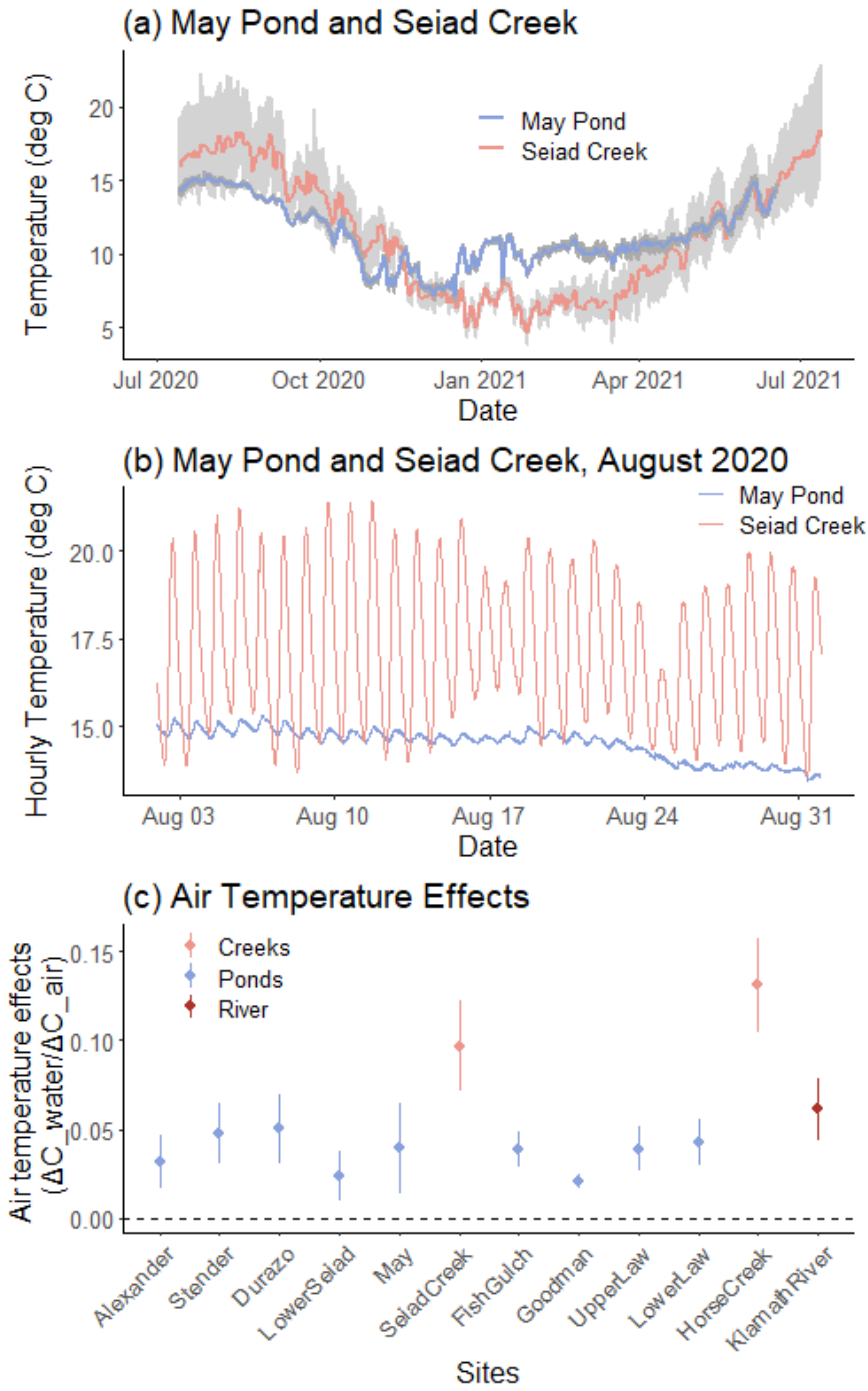 (a) May Pond and Seiad Creek
Temperature (deg C)
20
15
10
5
May Pond
Seiad Creek
Jul 2020
Oct 2020
Jan 2021
Apr 2021
Jul 2021
Date
(b) May Pond and Seiad Creek, August 2020
Hourly Temperature (deg C)
20.0
17.5
15.0
May Pond
Seiad Creek
Aug 03
Aug 10
Aug 17
Aug 24
Aug 31
Date
(c) Air Temperature Effects
Air temperature effects
(ΔC_water/ΔC_air)
0.15
0.10
0.05
0.00
Creeks
Ponds
River
Alexander
Stender
Durazo
LowerSeiad
May
SeiadCreek
FishGulch
Goodman
UpperLaw
LowerLaw
HorseCreek
KlamathRiver
Sites